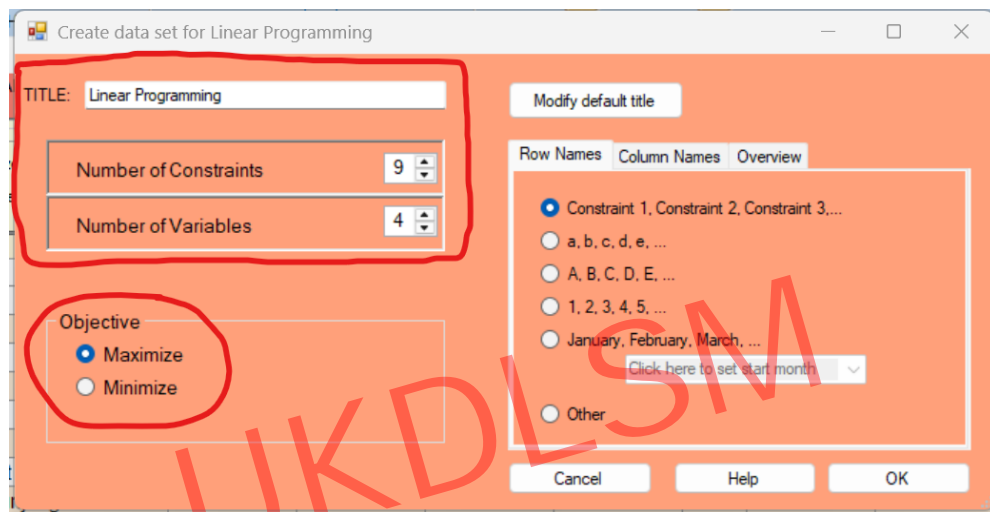 Create data set for Linear Programming
TITLE: Linear Programming
Modify default title
Number of Constraints 9
Number of Variables 4
Objective
Maximize
Minimize
Row Names Column Names Overview
Constraint 1, Constraint 2, Constraint 3,...
a, b, c, d, e, ...
A, B, C, D, E, ...
1, 2, 3, 4, 5, ...
January, February, March, ...
Click here to set start month
Other
Cancel Help OK
UKDLSM